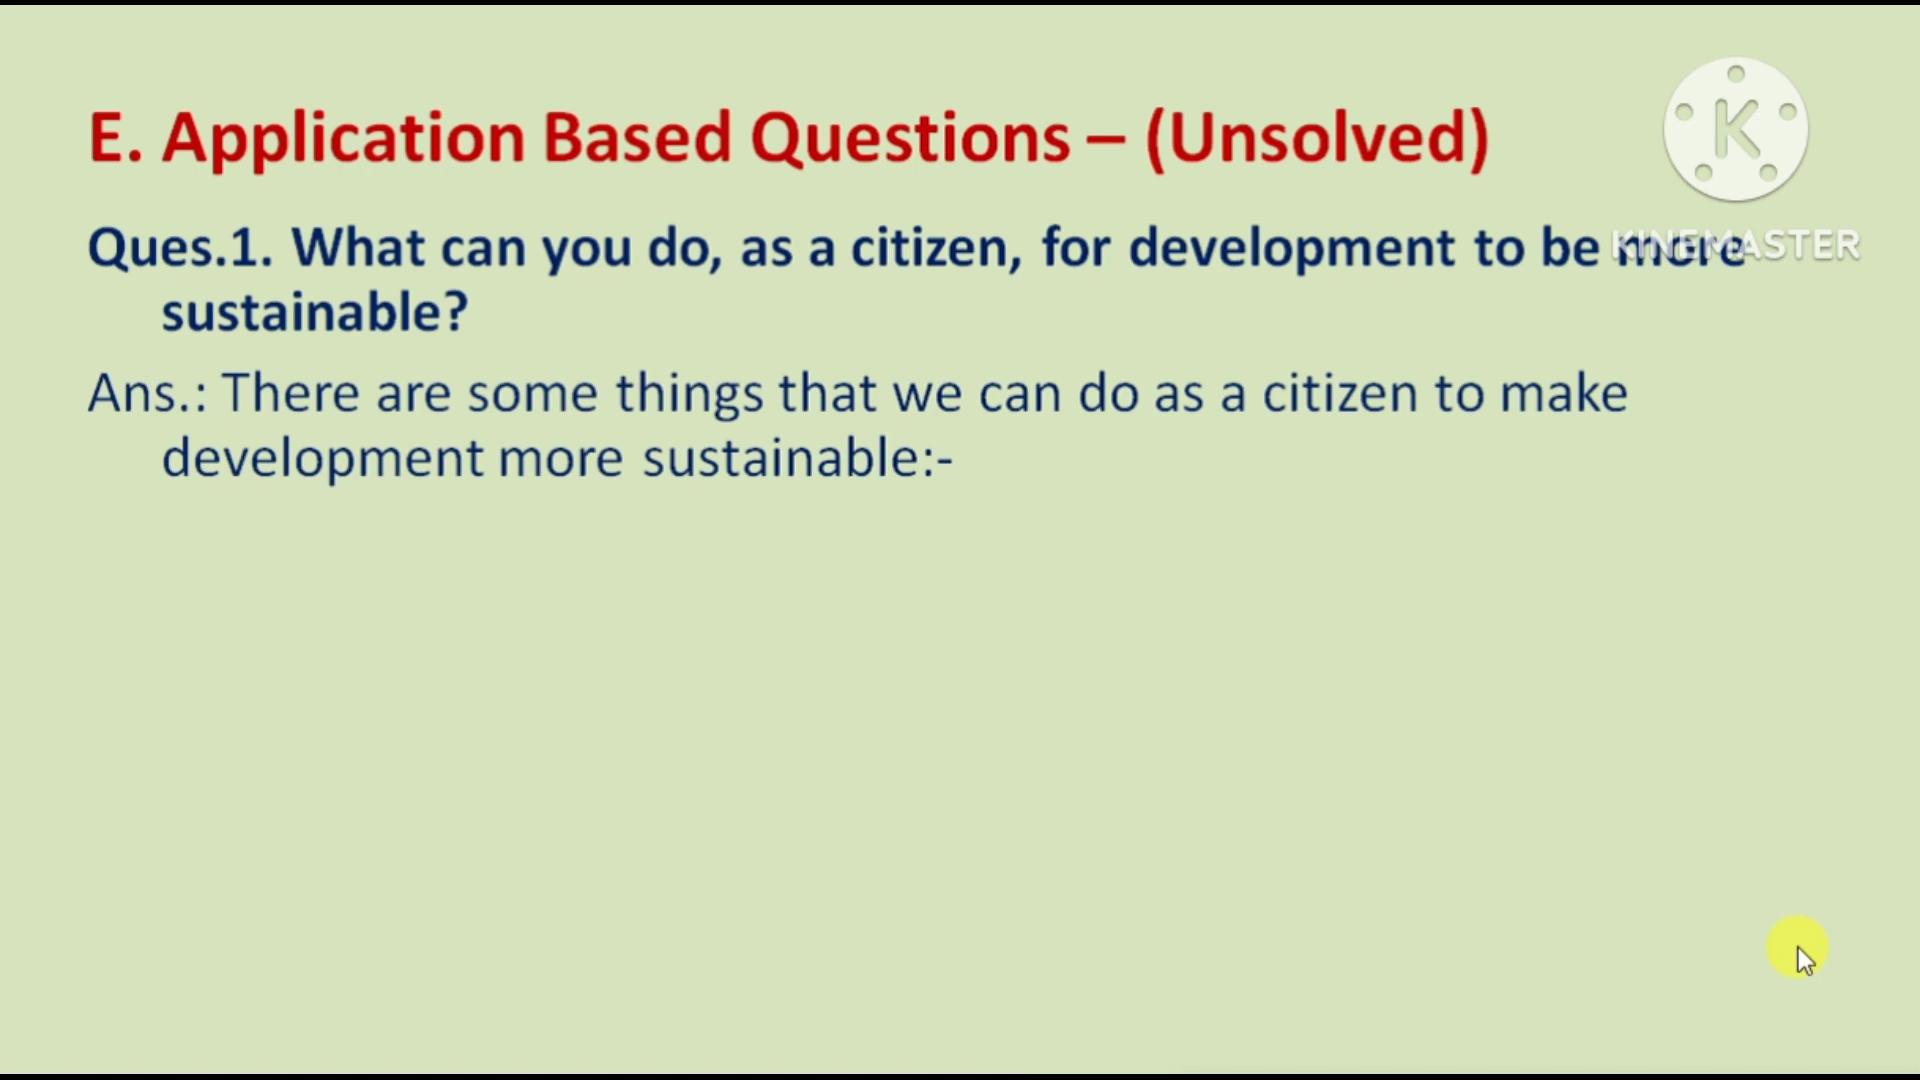 E. Application Based Questions – (Unsolved)
Ques.1. What can you do, as a citizen, for development to be more
sustainable?
Ans.: There are some things that we can do as a citizen to make
development more sustainable:-
K
KINEMASTER